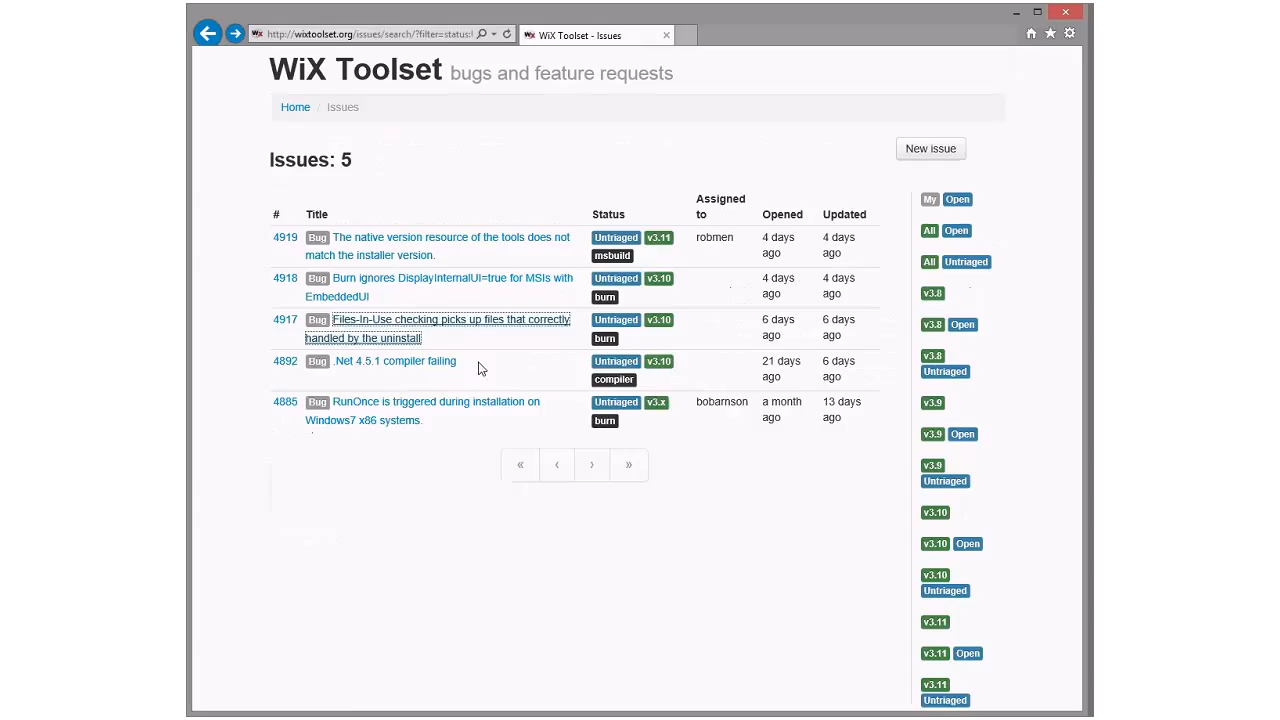 http://wixtoolset.org/issues/search/?filter=status:
WiX Toolset - Issues
WiX Toolset bugs and feature requests
Home / Issues
Issues: 5
New issue
# Title Status Assigned to Opened Updated
4919 Bug The native version resource of the tools does not Untriaged v3.11 robmen 4 days 4 days
match the installer version. msbuild ago ago
4918 Bug Burn ignores DisplayInternalUI=true for MSIs with Untriaged v3.10 4 days 4 days
EmbeddedUI burn ago ago
4917 Bug Files-In-Use checking picks up files that correctly Untriaged v3.10 6 days 6 days
handled by the uninstall burn ago ago
4892 Bug .Net 4.5.1 compiler failing Untriaged v3.10 21 days 6 days
compiler ago ago
4885 Bug RunOnce is triggered during installation on Untriaged v3.x bobarnson a month 13 days
Windows7 x86 systems. burn ago ago
« ‹ › »
My Open
All Open
All Untriaged
v3.8
v3.8 Open
v3.8
Untriaged
v3.9
v3.9 Open
v3.9
Untriaged
v3.10
v3.10 Open
v3.10
Untriaged
v3.11
v3.11 Open
v3.11
Untriaged